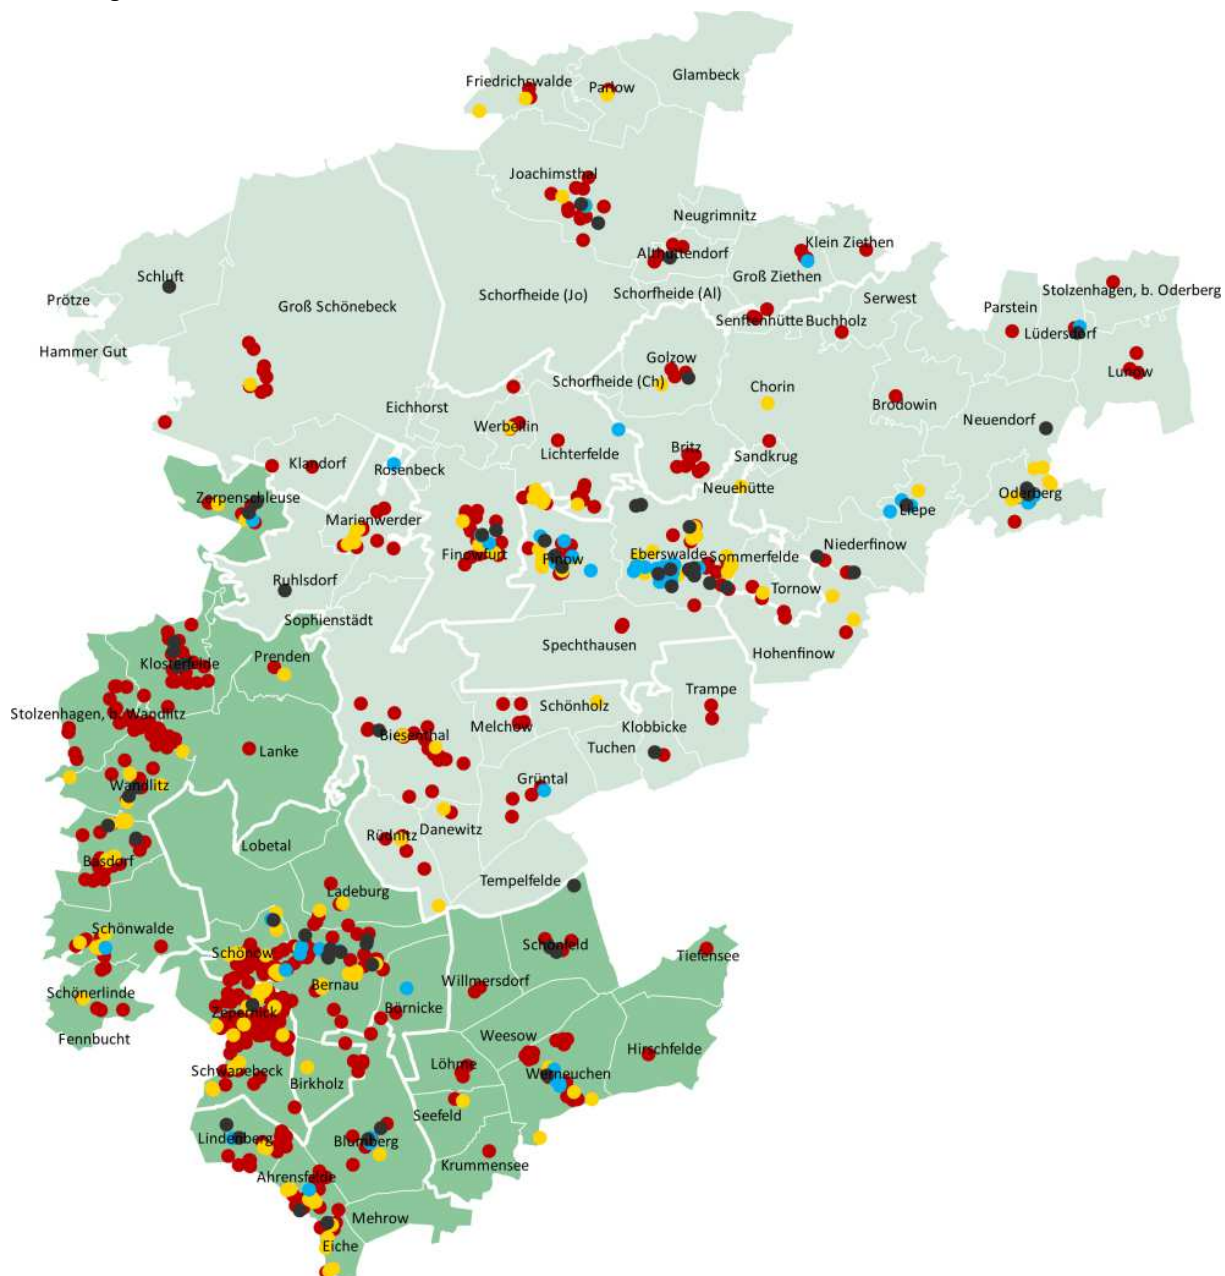 Friedrichswalde
Parlow
Glambeck
Joachimsthal
Neugrimnitz
Althüttendorf
Klein Ziethen
Groß Ziethen
Schluft
Prötze
Groß Schönebeck
Schorfheide (Jo)
Schorfheide (Al)
Serwest
Stolzenhagen, b. Oderberg
Parstein
Senftenhütte
Buchholz
Lüdersdorf
Hammer Gut
Golzow
Lunow
Schorfheide (Ch)
Chorin
Eichhorst
Brodowin
Neuendorf
Werbellin
Lichterfelde
Britz
Sandkrug
Klandorf
Rosenbeck
Neuehütte
Zerpenschleuse
Oderberg
Liepe
Marienwerder
Finowfurt
Finow
Eberswalde
Sommerfelde
Niederfinow
Ruhlsdorf
Tornow
Sophienstädt
Spechthausen
Hohenfinow
Klosterfelde
Prenden
Trampe
Stolzenhagen, b. Wandlitz
Schönholz
Melchow
Klobbicke
Biesenthal
Tuchen
Lanke
Wandlitz
Grüntal
Danewitz
Rüdnitz
Lobetal
Basdorf
Tempelfelde
Ladeburg
Schönwalde
Schönow
Schönfeld
Tiefensee
Willmersdorf
Bernau
Schönerlinde
Börnicke
Zepernick
Fennbucht
Weesow
Hirschfelde
Löhme
Schwanebeck
Werneuchen
Birkholz
Seefeld
Lindenberg
Blumberg
Krummensee
Ahrensfelde
Mehrow
Eiche